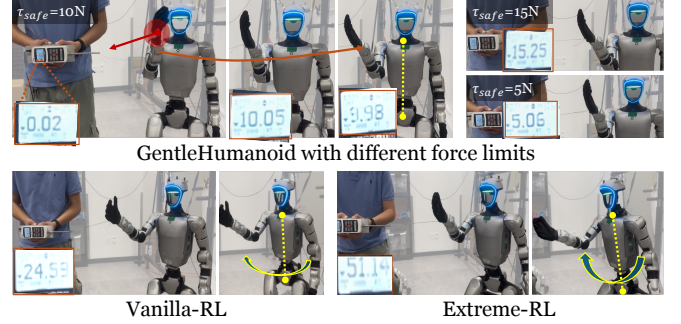 τsafe=10N
0.02
10.05
9.98
τsafe=15N
15.25
τsafe=5N
5.06
GentleHumanoid with different force limits
24.59
51.14
Vanilla-RL
Extreme-RL